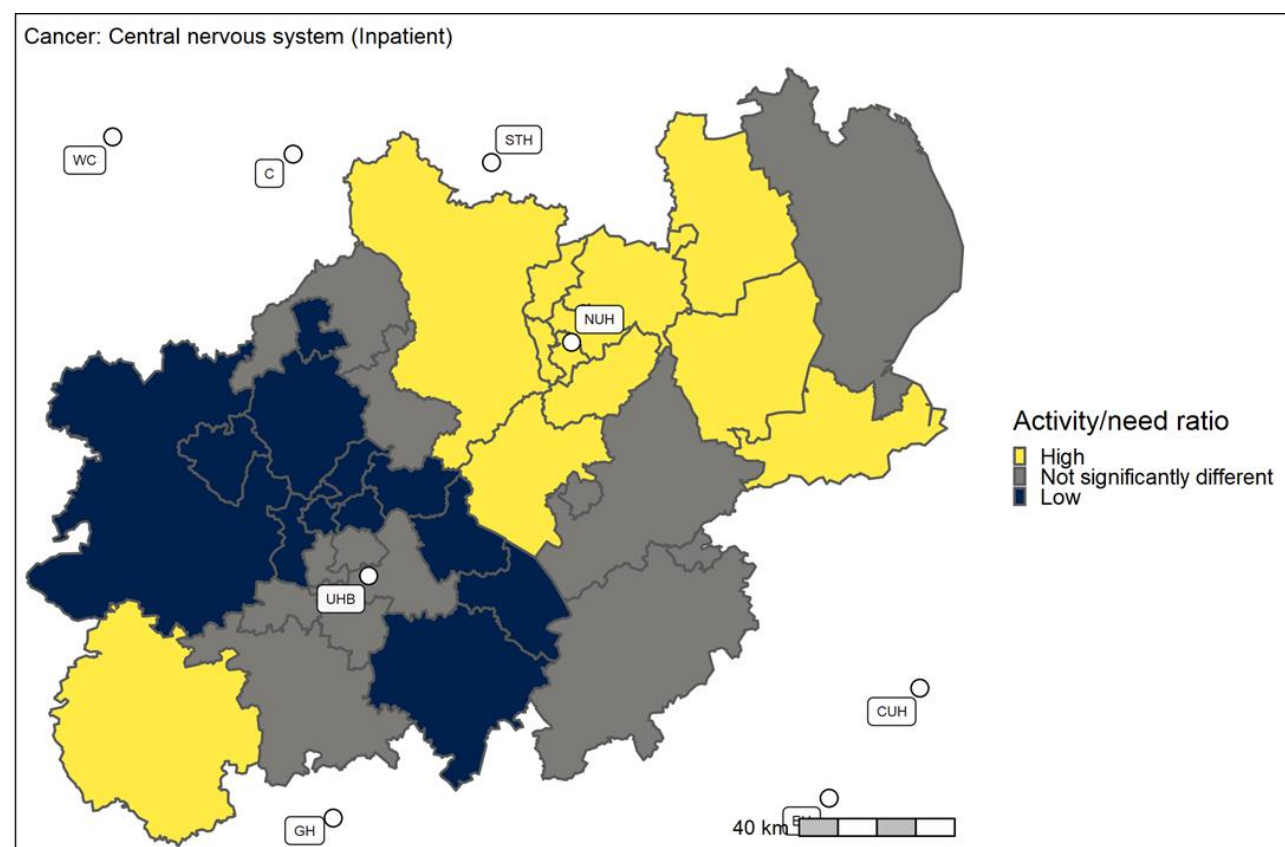 Cancer: Central nervous system (Inpatient)
STH
WC
C
NUH
Activity/need ratio
High
Not significantly different
Low
UHB
CUH
GH
40 km